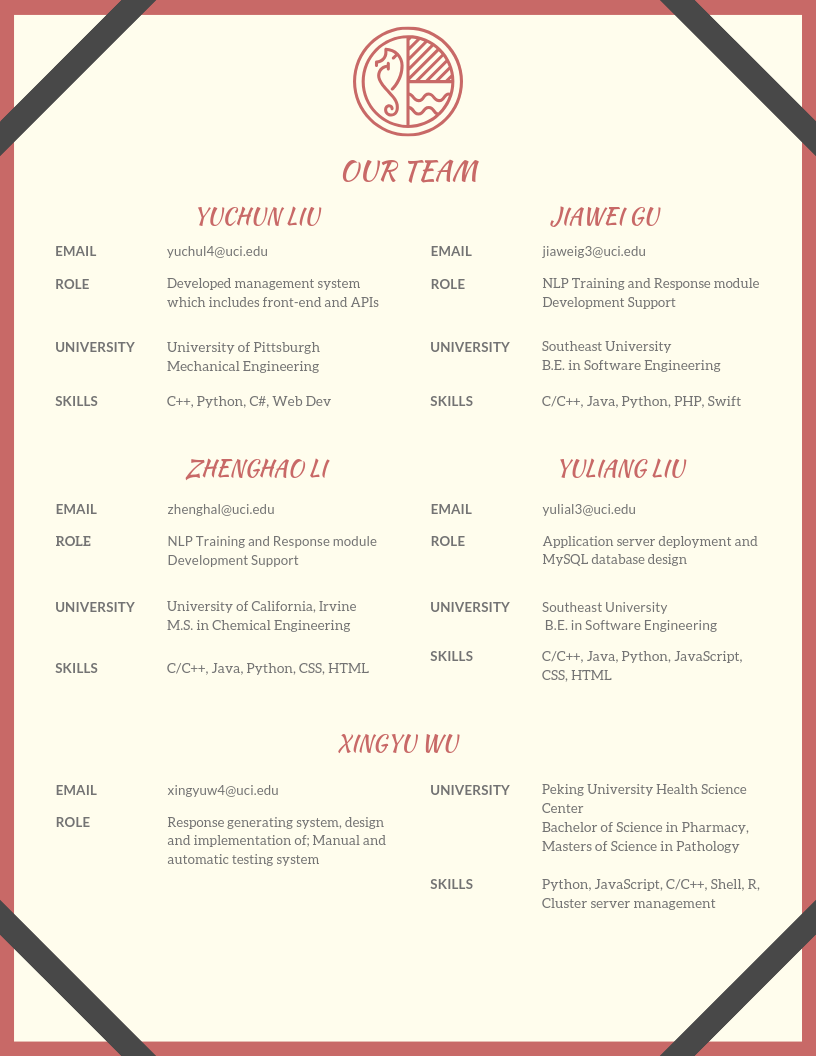 OUR TEAM
YUCHUN LIU
EMAIL yuchul4@uci.edu
ROLE Developed management system
which includes front-end and APIs
UNIVERSITY University of Pittsburgh
Mechanical Engineering
SKILLS C++, Python, C#, Web Dev
JIAWEI GU
EMAIL jiaweig3@uci.edu
ROLE NLP Training and Response module
Development Support
UNIVERSITY Southeast University
B.E. in Software Engineering
SKILLS C/C++, Java, Python, PHP, Swift
ZHENGHAO LI
EMAIL zhenghal@uci.edu
ROLE NLP Training and Response module
Development Support
UNIVERSITY University of California, Irvine
M.S. in Chemical Engineering
SKILLS C/C++, Java, Python, CSS, HTML
YULIANG LIU
EMAIL yulial3@uci.edu
ROLE Application server deployment and
MySQL database design
UNIVERSITY Southeast University
B.E. in Software Engineering
SKILLS C/C++, Java, Python, JavaScript,
CSS, HTML
XINGYU WU
EMAIL xingyuw4@uci.edu
ROLE Response generating system, design
and implementation of; Manual and
automatic testing system
UNIVERSITY Peking University Health Science
Center
Bachelor of Science in Pharmacy,
Masters of Science in Pathology
SKILLS Python, JavaScript, C/C++, Shell, R,
Cluster server management